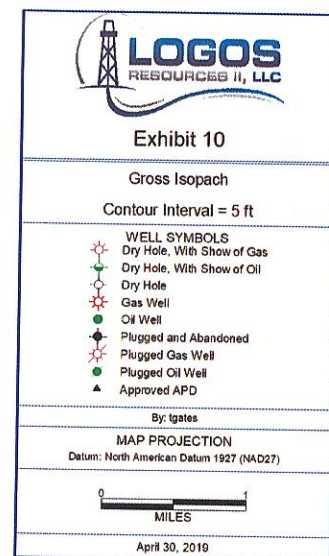 LOGOS
RESOURCES II, LLC
Exhibit 10
Gross Isopach
Contour Interval = 5 ft
WELL SYMBOLS
Dry Hole, With Show of Gas
Dry Hole, With Show of Oil
Dry Hole
Gas Well
Oil Well
Plugged and Abandoned
Plugged Gas Well
Plugged Oil Well
Approved APD
By: tgates
MAP PROJECTION
Datum: North American Datum 1927 (NAD27)
0 1
MILES
April 30, 2019